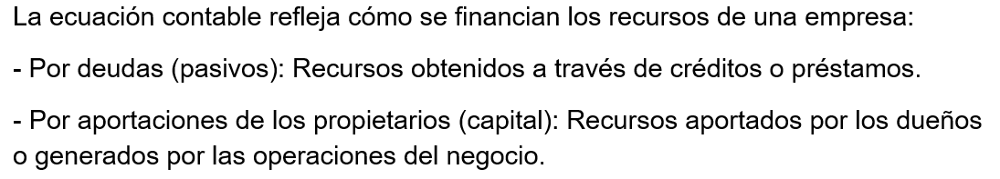 La ecuación contable refleja cómo se financian los recursos de una empresa:
- Por deudas (pasivos): Recursos obtenidos a través de créditos o préstamos.
- Por aportaciones de los propietarios (capital): Recursos aportados por los dueños
o generados por las operaciones del negocio.